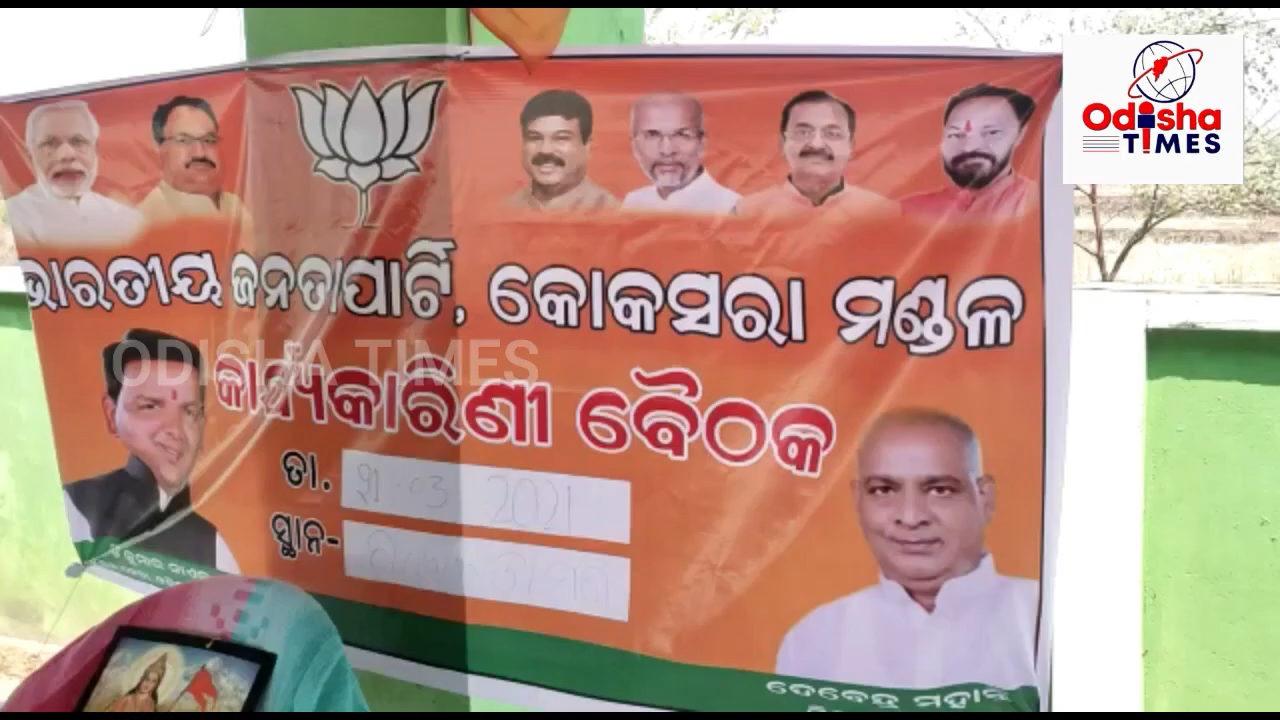 Odisha
TIMES
ଭାରତୀୟ ଜନତାପାର୍ଟି, କୋକସରା ମଣ୍ଡଳ
ODISHA TIMES
କାର୍ଯ୍ୟକାରିଣୀ ବୈଠକ
ତା. 2021
ସ୍ଥାନ-
ଦେବେନ୍ଦ୍ର